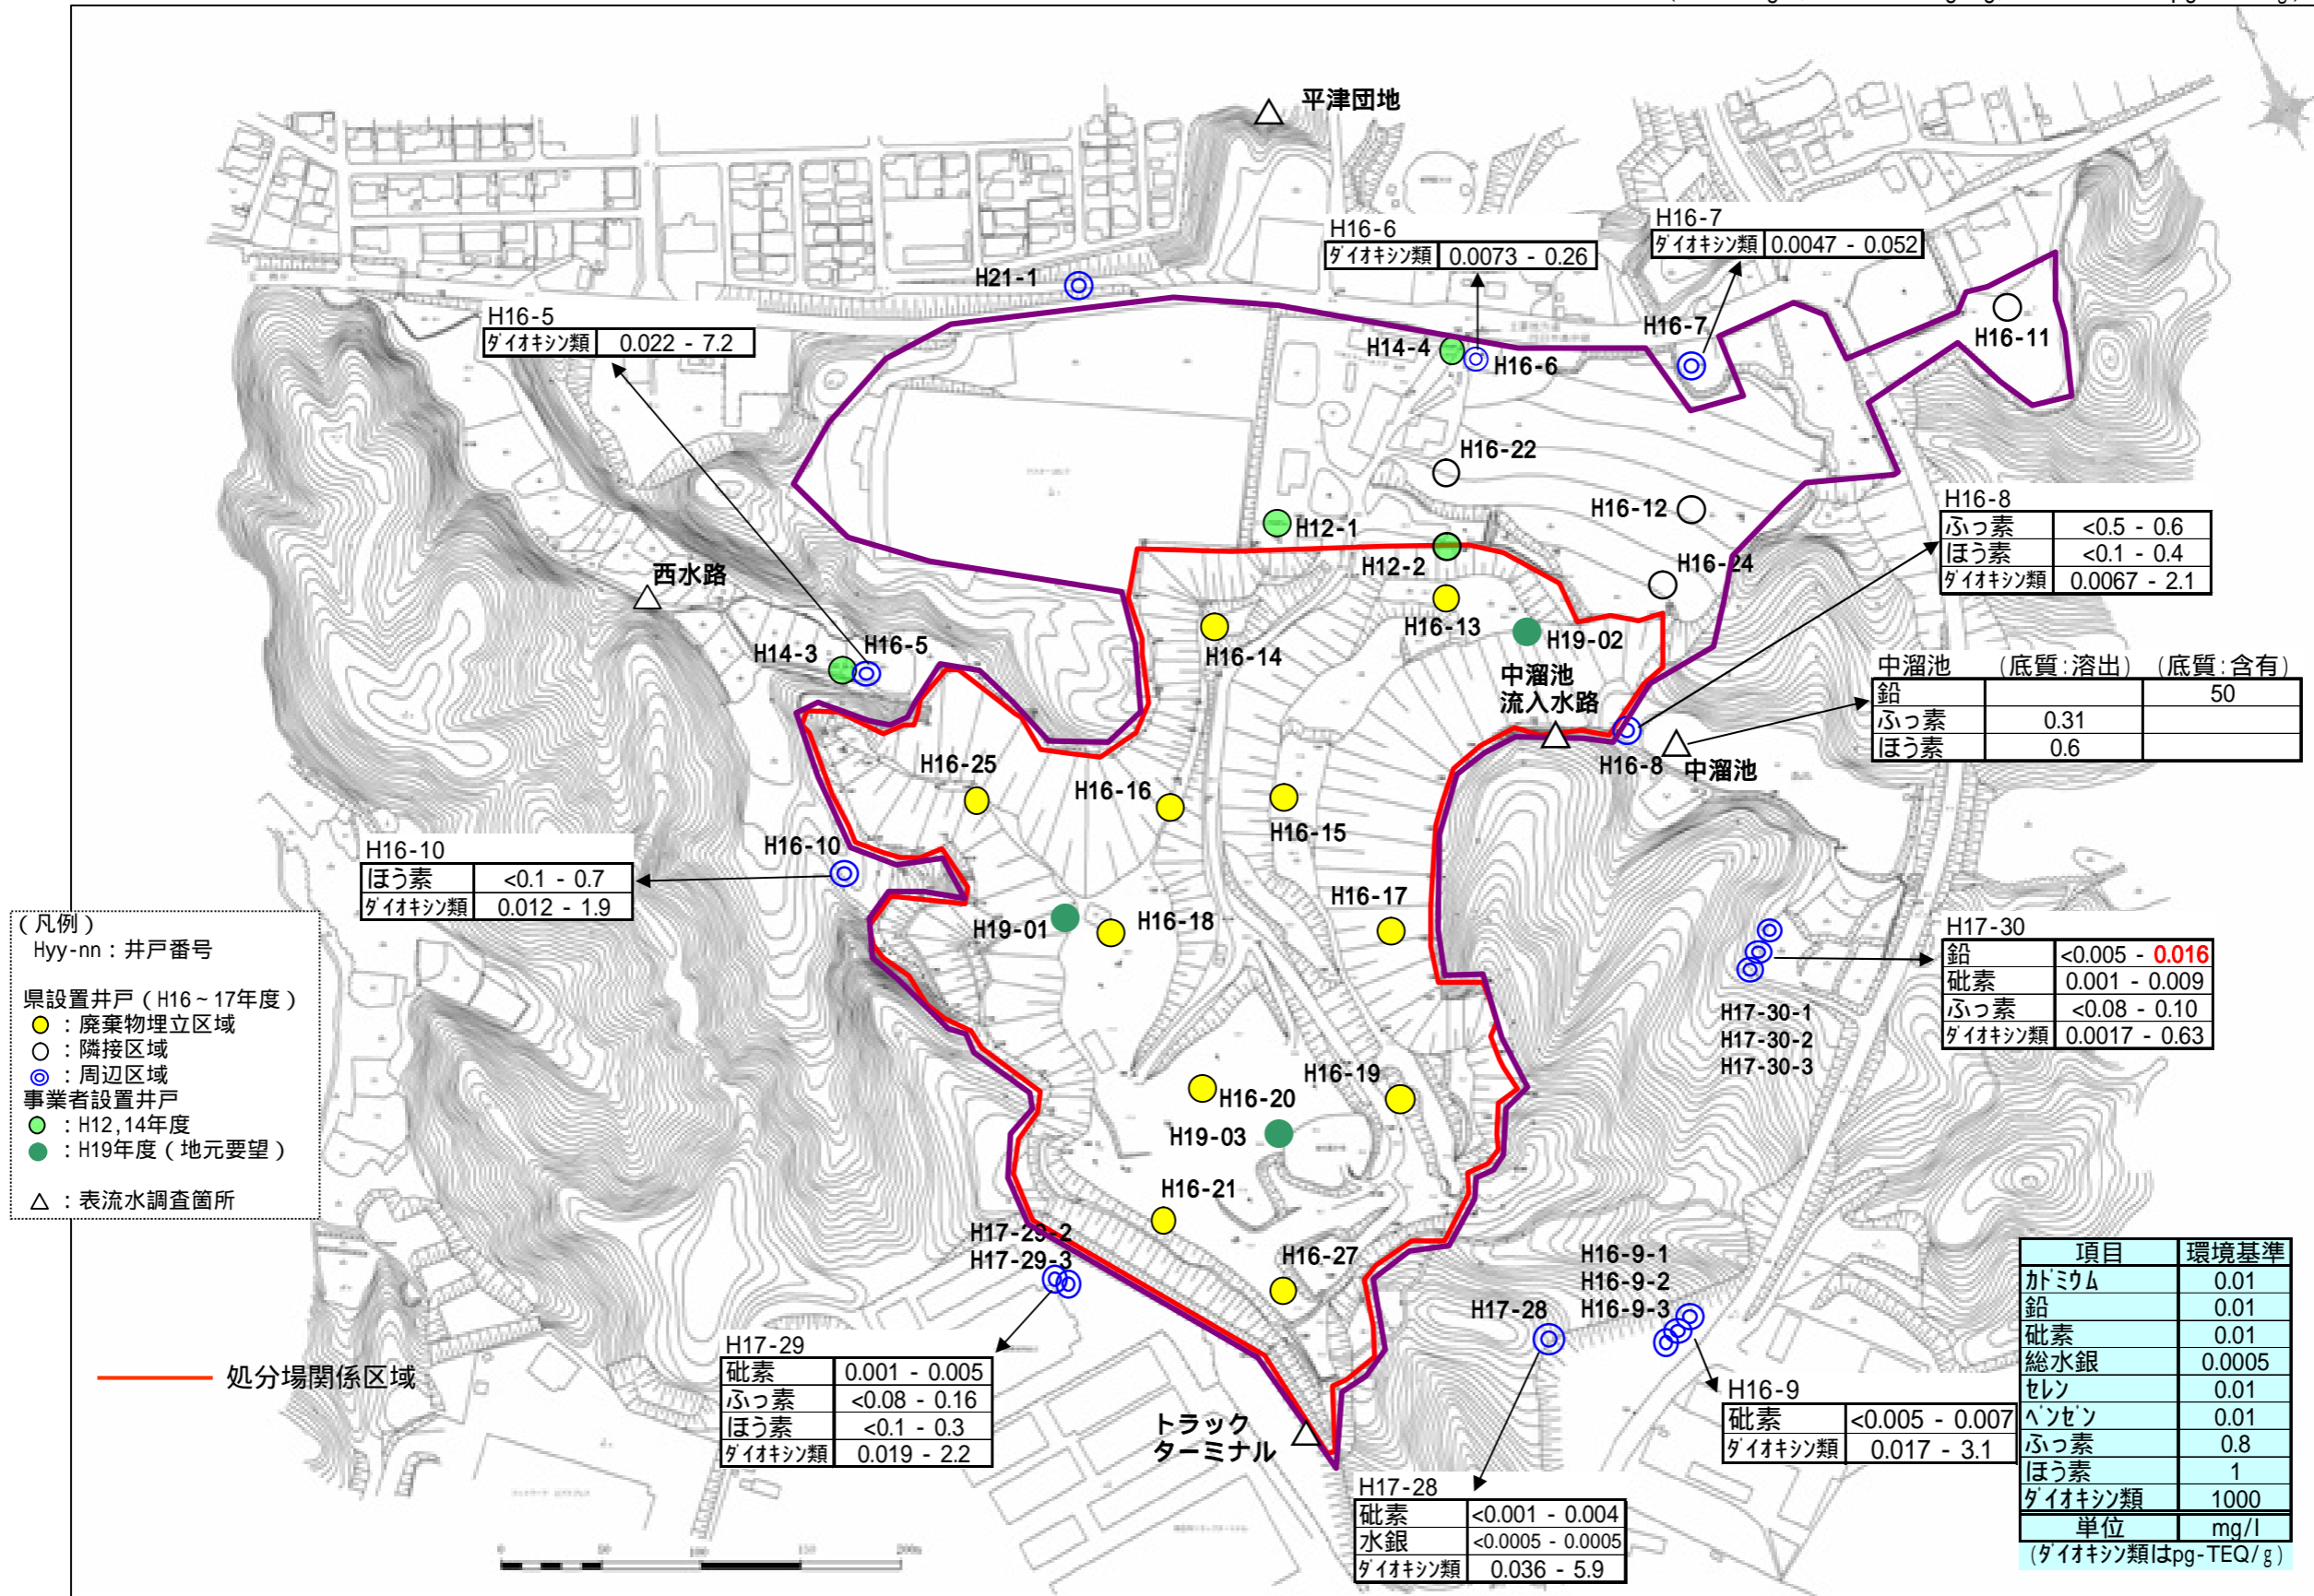 平津団地
H16-6
ダイオキシン類 0.0073 - 0.26
H16-7
ダイオキシン類 0.0047 - 0.052
H21-1
H16-5
ダイオキシン類 0.022 - 7.2
H14-4
H16-6
H16-7
H16-11
H16-22
H16-12
H12-1
H12-2
H16-24
H16-8
ふっ素 <0.5 - 0.6
ほう素 <0.1 - 0.4
ダイオキシン類 0.0067 - 2.1
西水路
H14-3
H16-5
H16-14
H16-13
H19-02
中溜池
流入水路
中溜池 (底質:溶出) (底質:含有)
鉛 50
ふっ素 0.31
ほう素 0.6
H16-8
中溜池
H16-25
H16-16
H16-15
H16-10
H16-10
ほう素 <0.1 - 0.7
ダイオキシン類 0.012 - 1.9
H19-01
H16-18
H16-17
H17-30
鉛 <0.005 - 0.016
砒素 0.001 - 0.009
ふっ素 <0.08 - 0.10
ダイオキシン類 0.0017 - 0.63
H17-30-1
H17-30-2
H17-30-3
(凡例)
Hyy-nn:井戸番号
県設置井戸(H16~17年度)
:廃棄物埋立区域
:隣接区域
:周辺区域
事業者設置井戸
:H12,14年度
:H19年度(地元要望)
:表流水調査箇所
H16-20
H16-19
H19-03
H16-21
H17-29-2
H17-29-3
H16-27
H17-28
H16-9-1
H16-9-2
H16-9-3
処分場関係区域
H17-29
砒素 0.001 - 0.005
ふっ素 <0.08 - 0.16
ほう素 <0.1 - 0.3
ダイオキシン類 0.019 - 2.2
トラック
ターミナル
H17-28
砒素 <0.001 - 0.004
水銀 <0.0005 - 0.0005
ダイオキシン類 0.036 - 5.9
H16-9
砒素 <0.005 - 0.007
ダイオキシン類 0.017 - 3.1
項目 環境基準
カドミウム 0.01
鉛 0.01
砒素 0.01
総水銀 0.0005
セレン 0.01
ベンゼン 0.01
ふっ素 0.8
ほう素 1
ダイオキシン類 1000
単位 mg/l
(ダイオキシン類はpg-TEQ/g)
0 50 100 150 200m